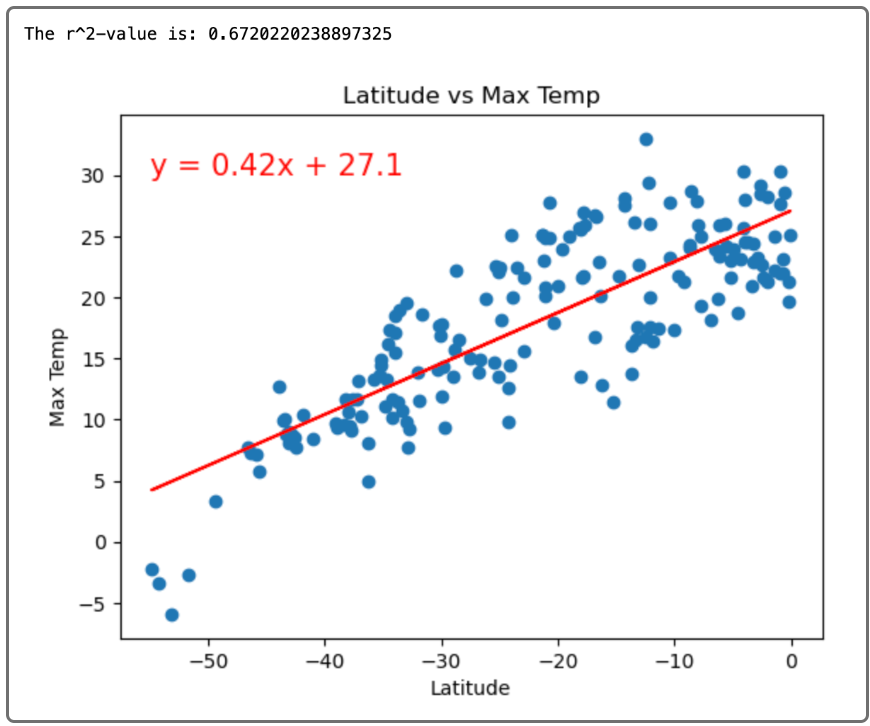 The r^2-value is: 0.6720220238897325
Latitude vs Max Temp
y = 0.42x + 27.1
30
25
20
15
10
5
0
−5
Max Temp
−50 −40 −30 −20 −10 0
Latitude